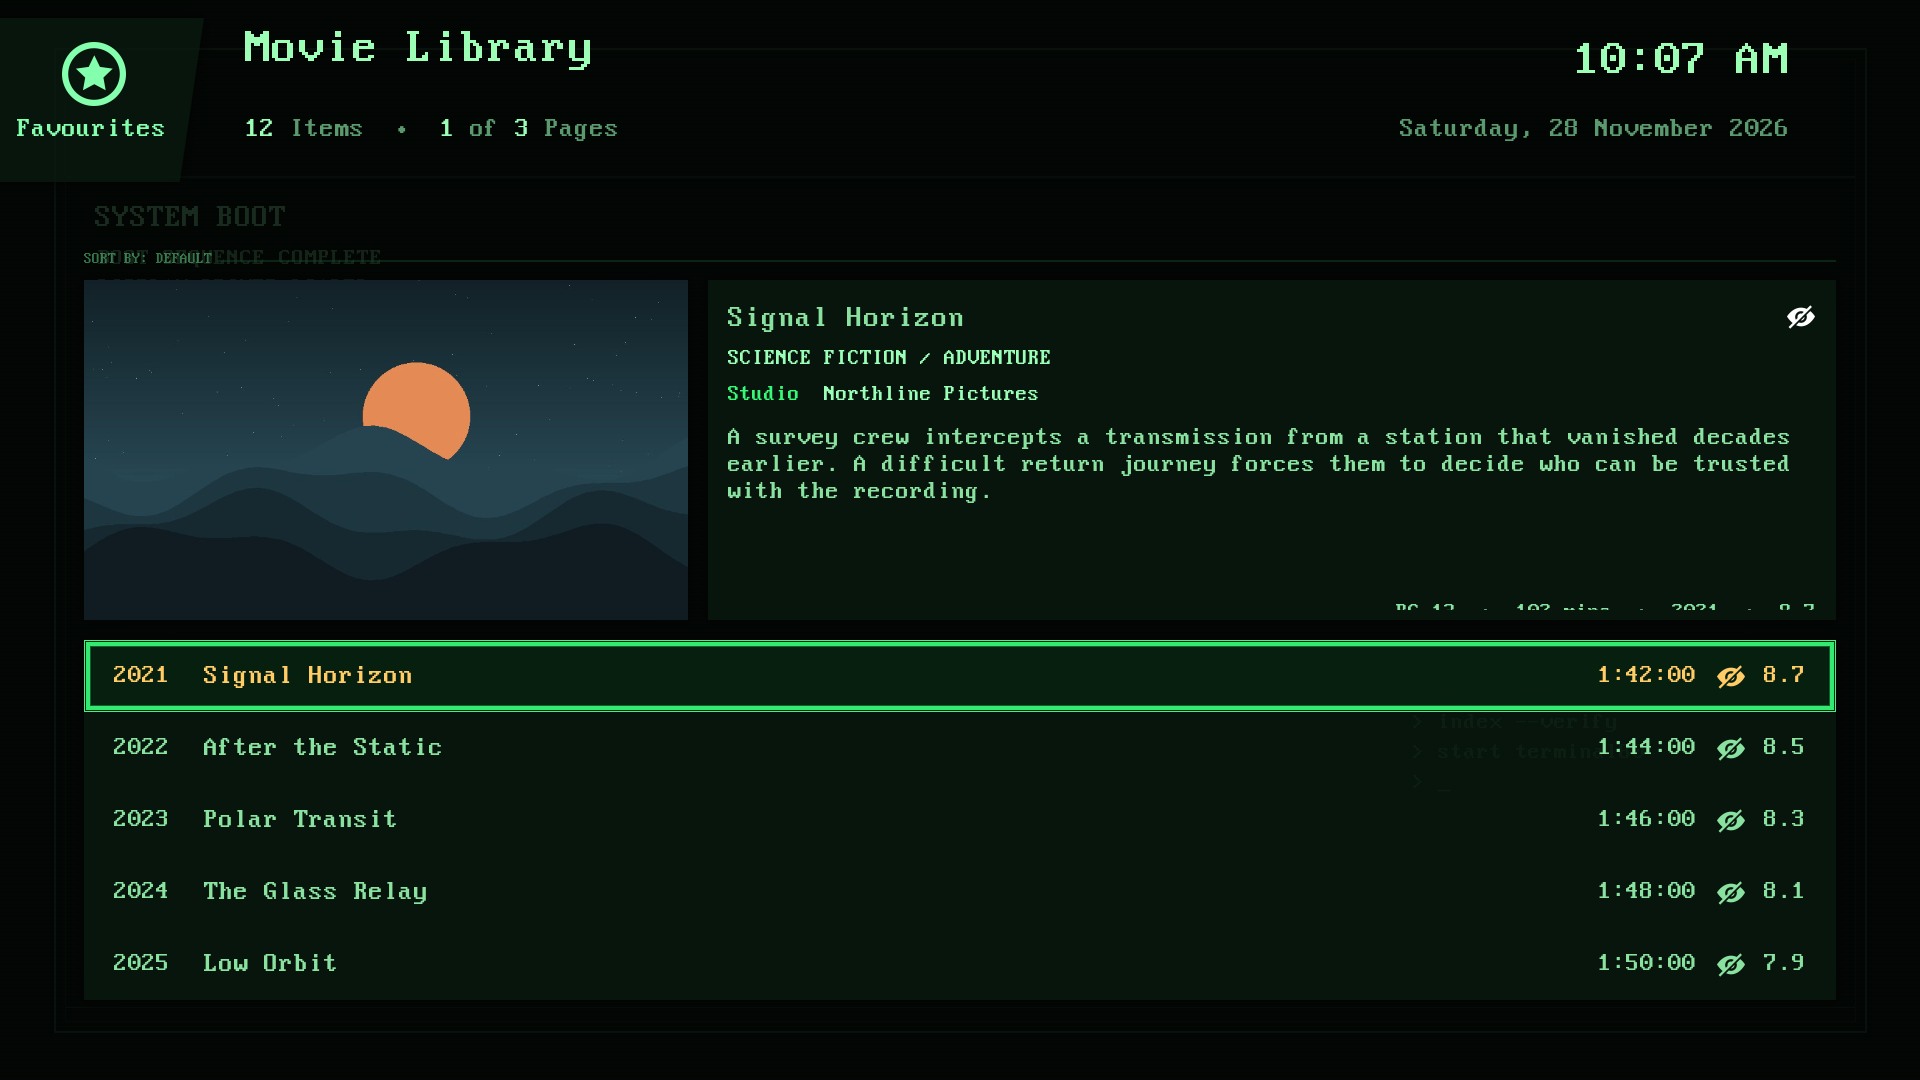 Movie Library
10:07 AM
Favourites
12 Items • 1 of 3 Pages
Saturday, 28 November 2026
SYSTEM BOOT
SORT BY: DEFAULT
COMPLETE
Signal Horizon
SCIENCE FICTION / ADVENTURE
Studio Northline Pictures
A survey crew intercepts a transmission from a station that vanished decades
earlier. A difficult return journey forces them to decide who can be trusted
with the recording.
2021 Signal Horizon 1:42:00 8.7
> index --verify
2022 After the Static 1:44:00 8.5
> start
> _
2023 Polar Transit 1:46:00 8.3
2024 The Glass Relay 1:48:00 8.1
2025 Low Orbit 1:50:00 7.9